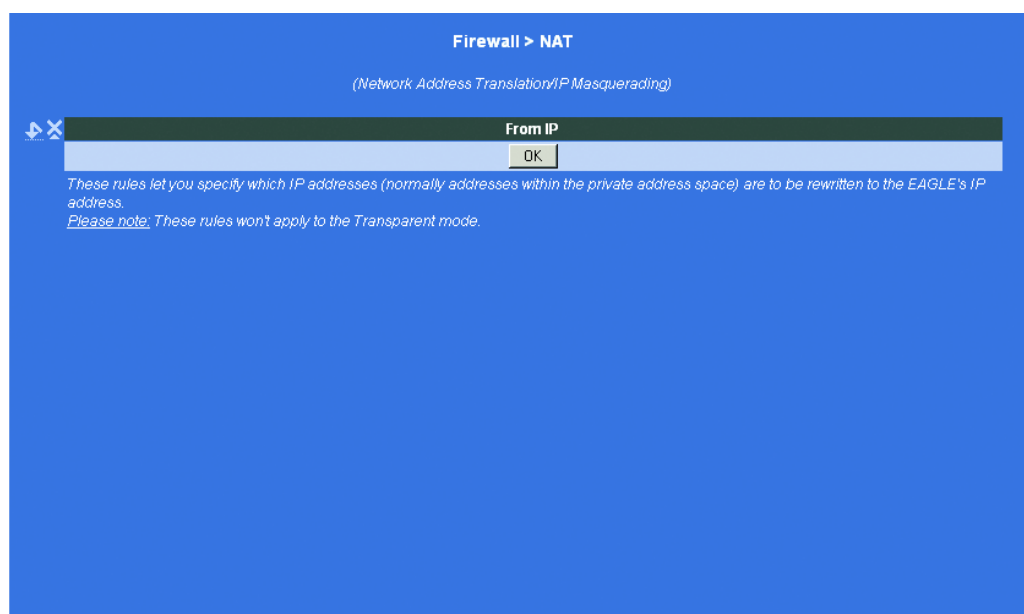 Firewall > NAT
(Network Address Translation/IP Masquerading)
From IP
OK
These rules let you specify which IP addresses (normally addresses within the private address space) are to be rewritten to the EAGLE's IP
address.
Please note: These rules won't apply to the Transparent mode.